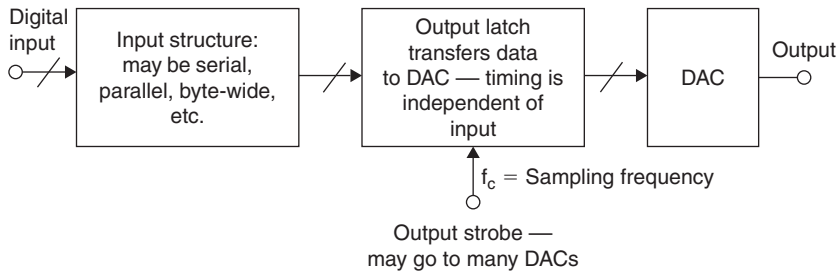 Digital
input
Input structure:
may be serial,
parallel, byte-wide,
etc.
Output latch
transfers data
to DAC — timing is
independent of
input
DAC
Output
f_c = Sampling frequency
Output strobe —
may go to many DACs